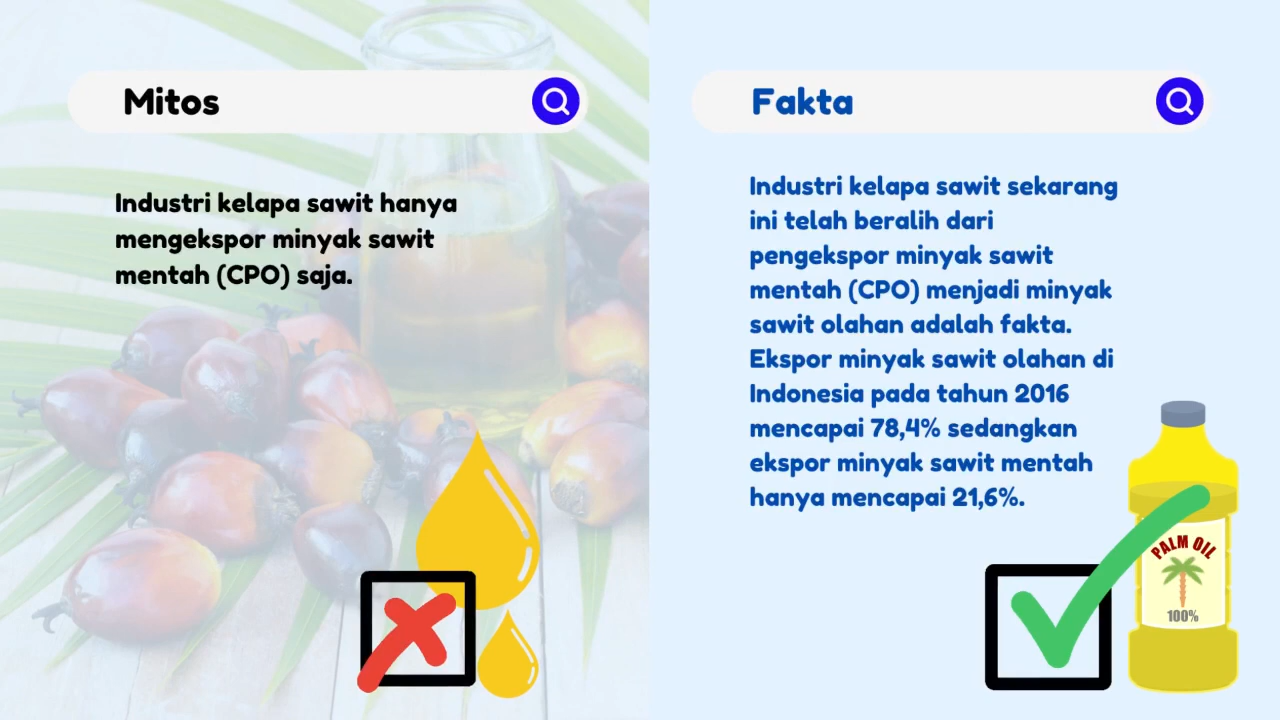 Mitos
Industri kelapa sawit hanya
mengekspor minyak sawit
mentah (CPO) saja.
Fakta
Industri kelapa sawit sekarang
ini telah beralih dari
pengekspor minyak sawit
mentah (CPO) menjadi minyak
sawit olahan adalah fakta.
Ekspor minyak sawit olahan di
Indonesia pada tahun 2016
mencapai 78,4% sedangkan
ekspor minyak sawit mentah
hanya mencapai 21,6%.
PALM OIL
100%